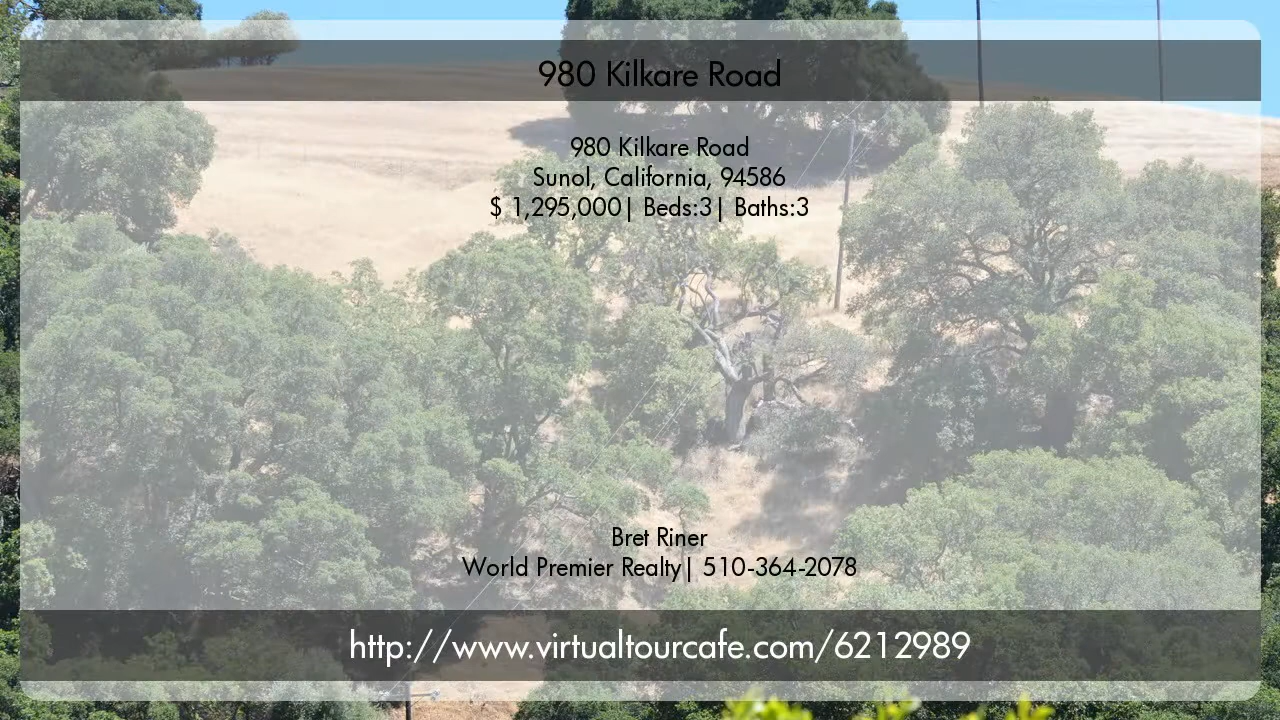 980 Kilkare Road
980 Kilkare Road
Sunol, California, 94586
$ 1,295,000| Beds:3| Baths:3
Bret Riner
World Premier Realty| 510-364-2078
http://www.virtualtourcafe.com/6212989